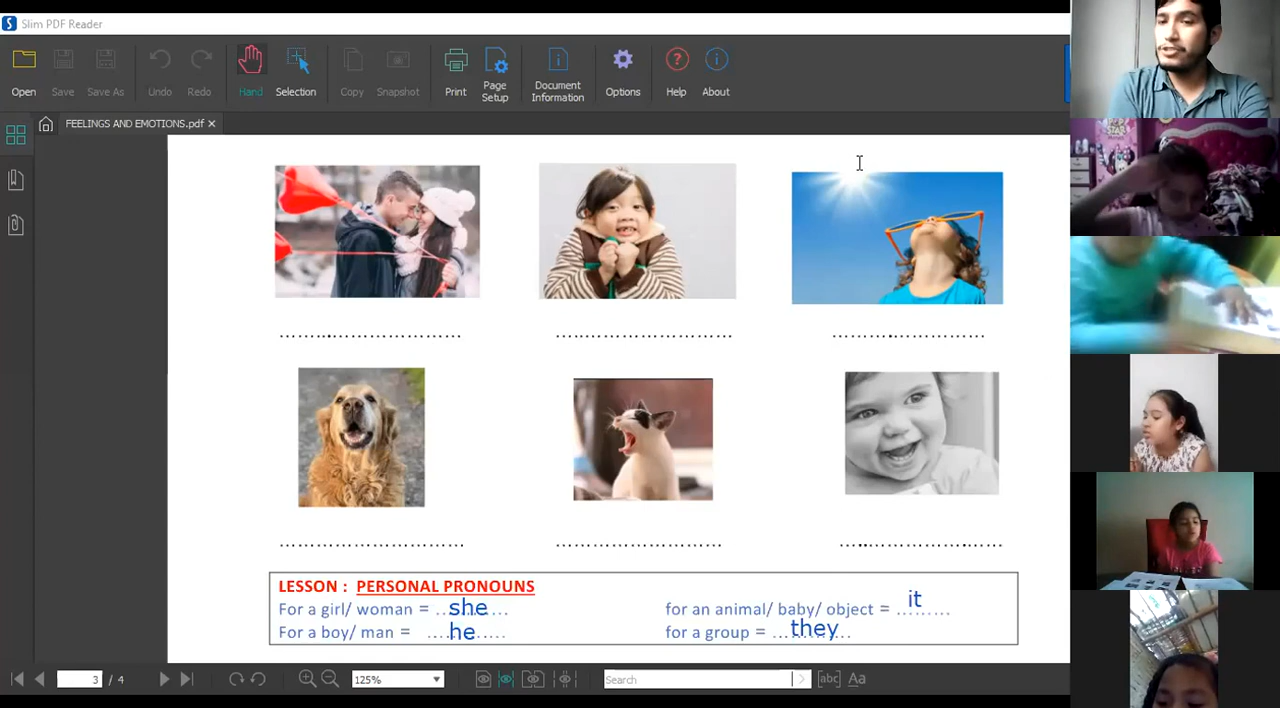 Slim PDF Reader
Open Save Save As Undo Redo Hand Selection Copy Snapshot Print Page Setup Document Information Options Help About
FEELINGS AND EMOTIONS.pdf
............................
............................
............................
............................
............................
............................
LESSON : PERSONAL PRONOUNS
For a girl/ woman = she
for an animal/ baby/ object = it
For a boy/ man = he
for a group = they
3 / 4
125%
Search
abc
Aa